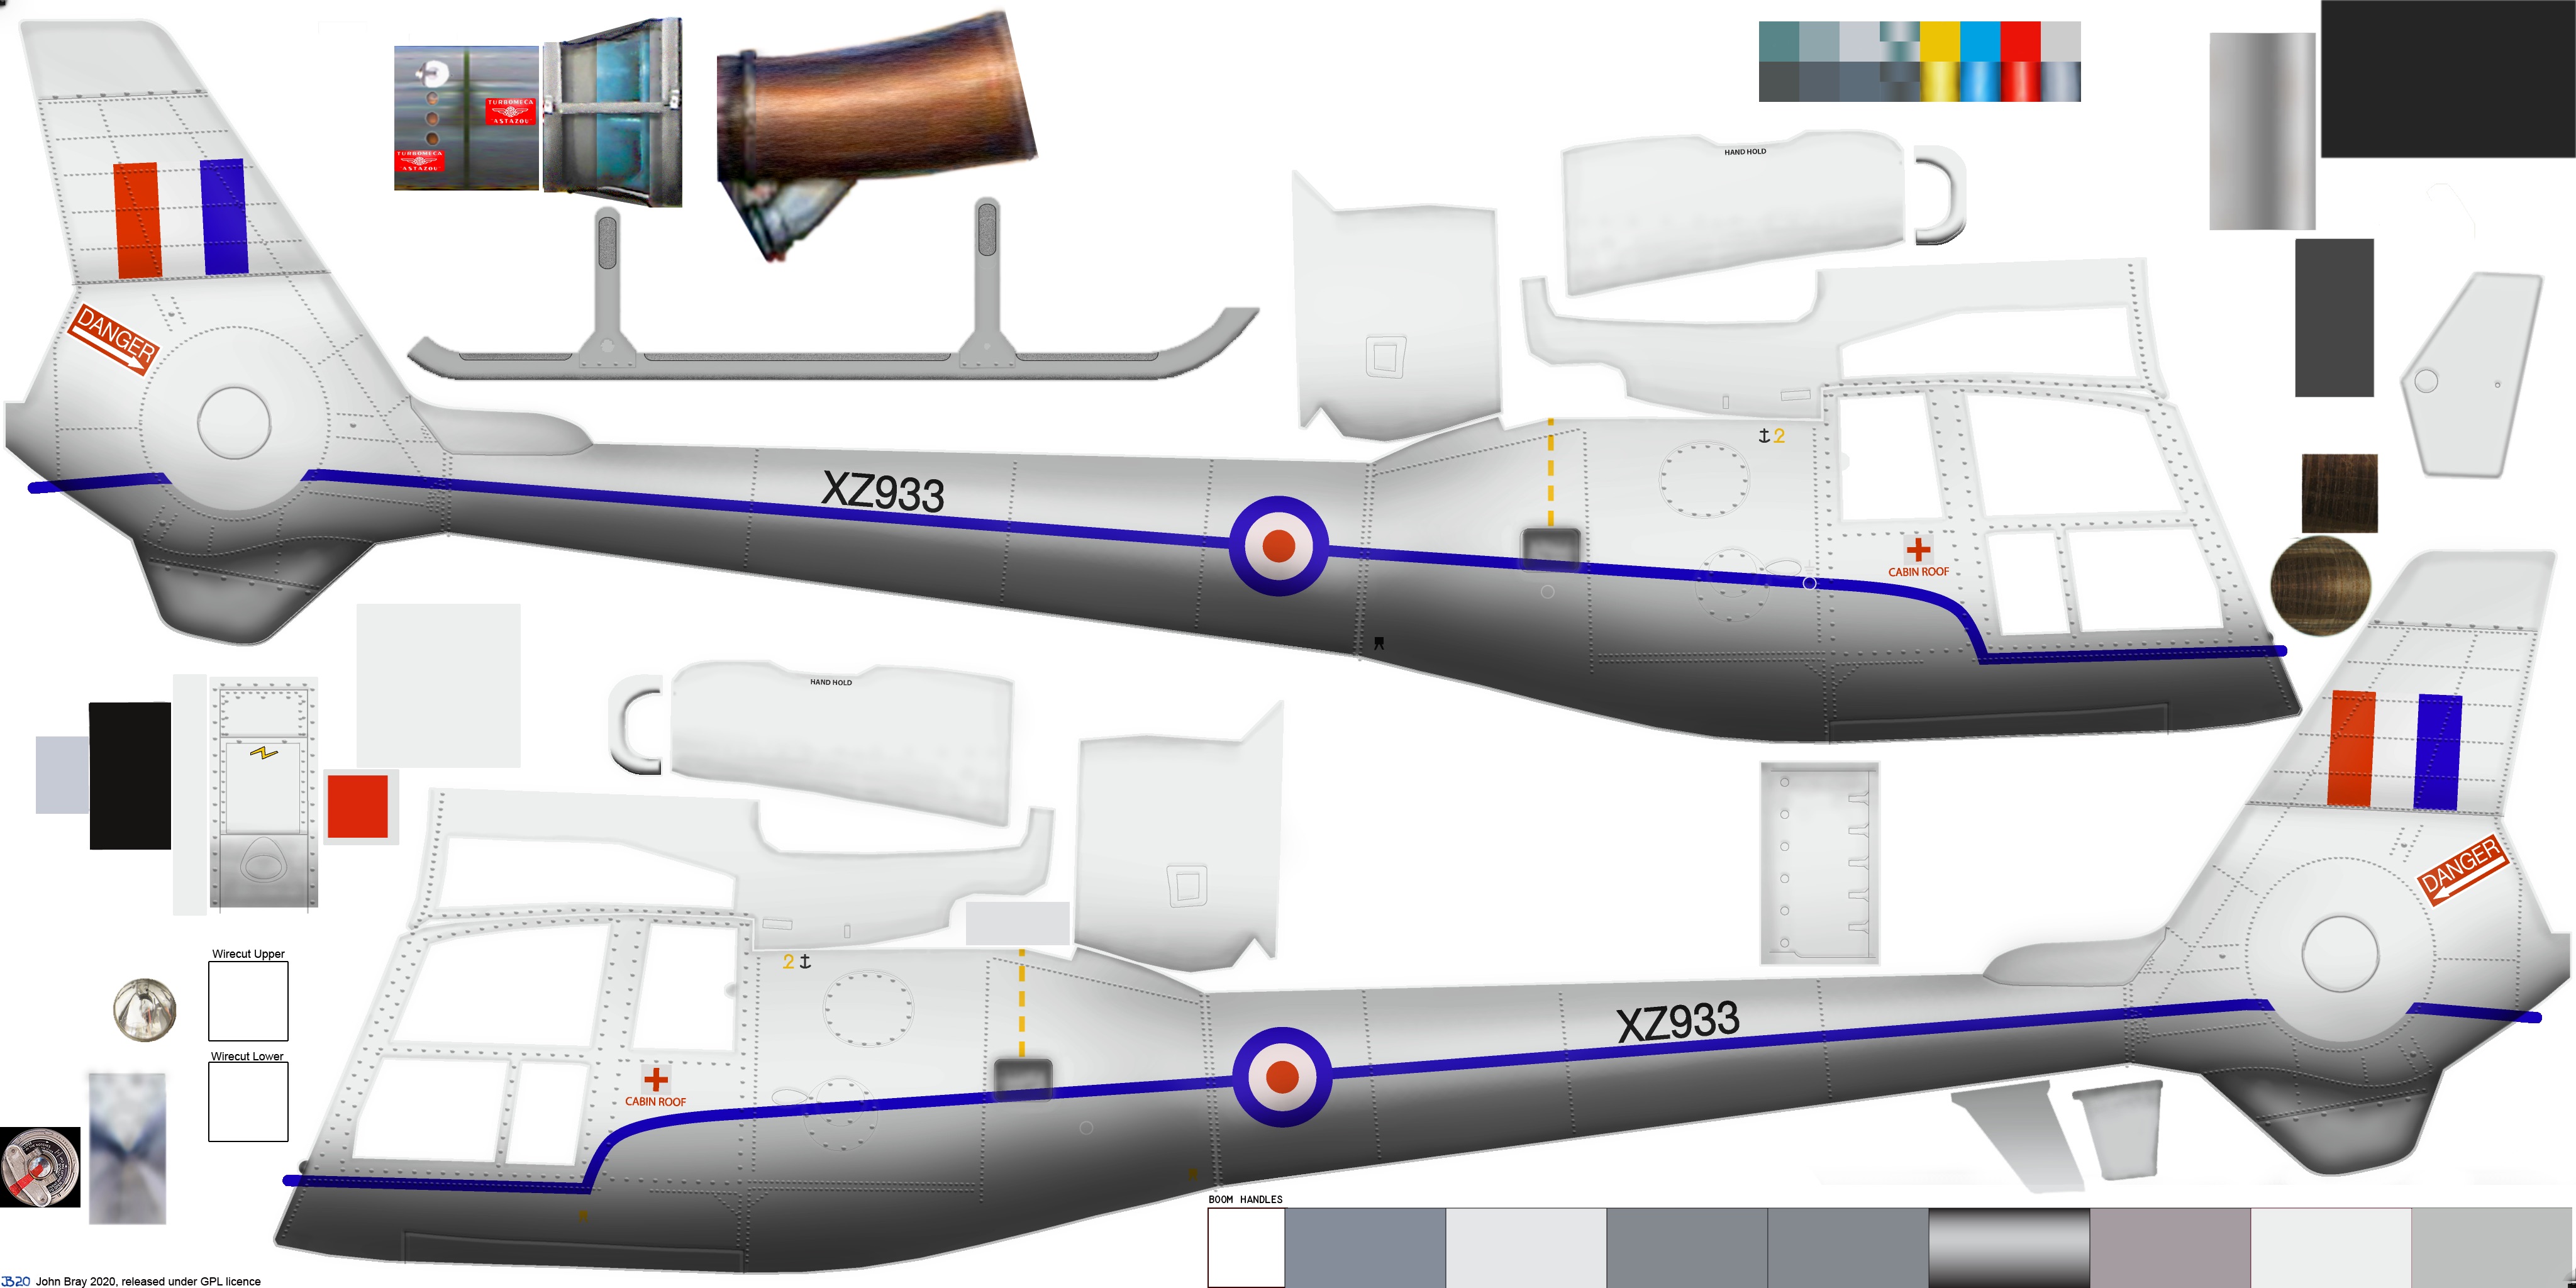 TURBOMECA
"ASTAZOU"
TURBOMECA
ASTAZOU
HAND HOLD
DANGER
2
XZ933
CABIN ROOF
HAND HOLD
DANGER
2
Wirecut Upper
XZ933
Wirecut Lower
CABIN ROOF
BOOM HANDLES
JB20 John Bray 2020, released under GPL licence